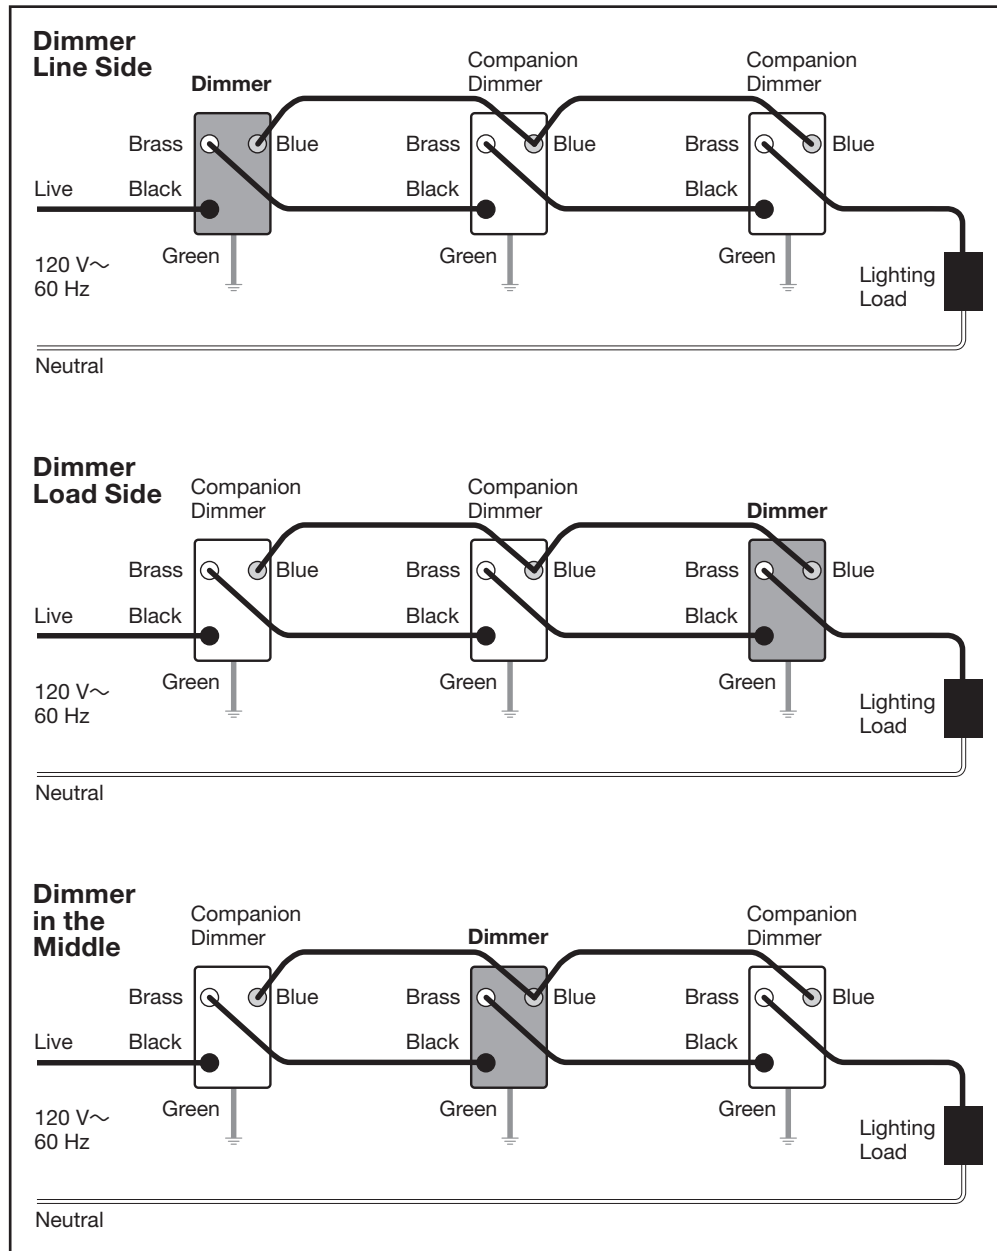 Dimmer
Line Side
Dimmer
Companion
Dimmer
Companion
Dimmer
Brass
Blue
Brass
Blue
Brass
Blue
Live
Black
Black
Black
Green
Green
Green
120 V~
60 Hz
Lighting
Load
Neutral
Dimmer
Load Side
Companion
Dimmer
Companion
Dimmer
Dimmer
Brass
Blue
Brass
Blue
Brass
Blue
Live
Black
Black
Black
Green
Green
Green
120 V~
60 Hz
Lighting
Load
Neutral
Dimmer
in the
Middle
Companion
Dimmer
Dimmer
Companion
Dimmer
Brass
Blue
Brass
Blue
Brass
Blue
Live
Black
Black
Black
Green
Green
Green
120 V~
60 Hz
Lighting
Load
Neutral